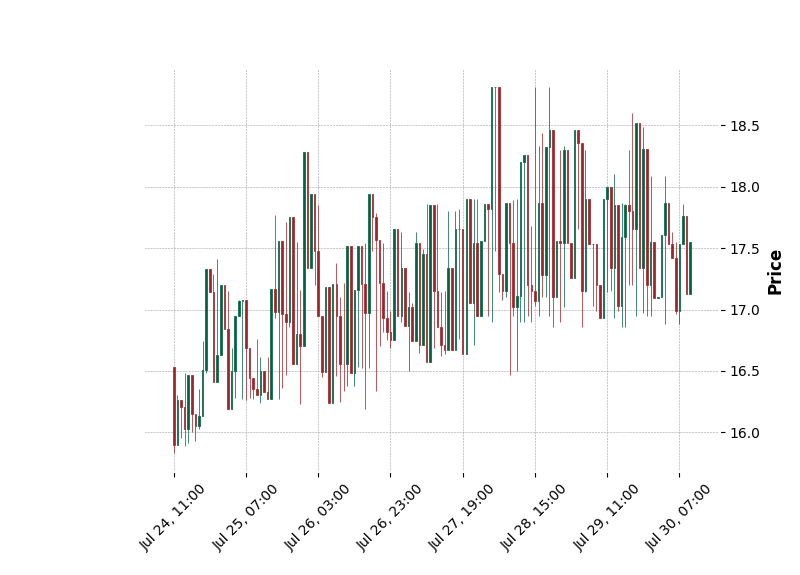 18.5
18.0
17.5
17.0
16.5
16.0
Price
Jul 24, 11:00
Jul 25, 07:00
Jul 26, 03:00
Jul 26, 23:00
Jul 27, 19:00
Jul 28, 15:00
Jul 29, 11:00
Jul 30, 07:00